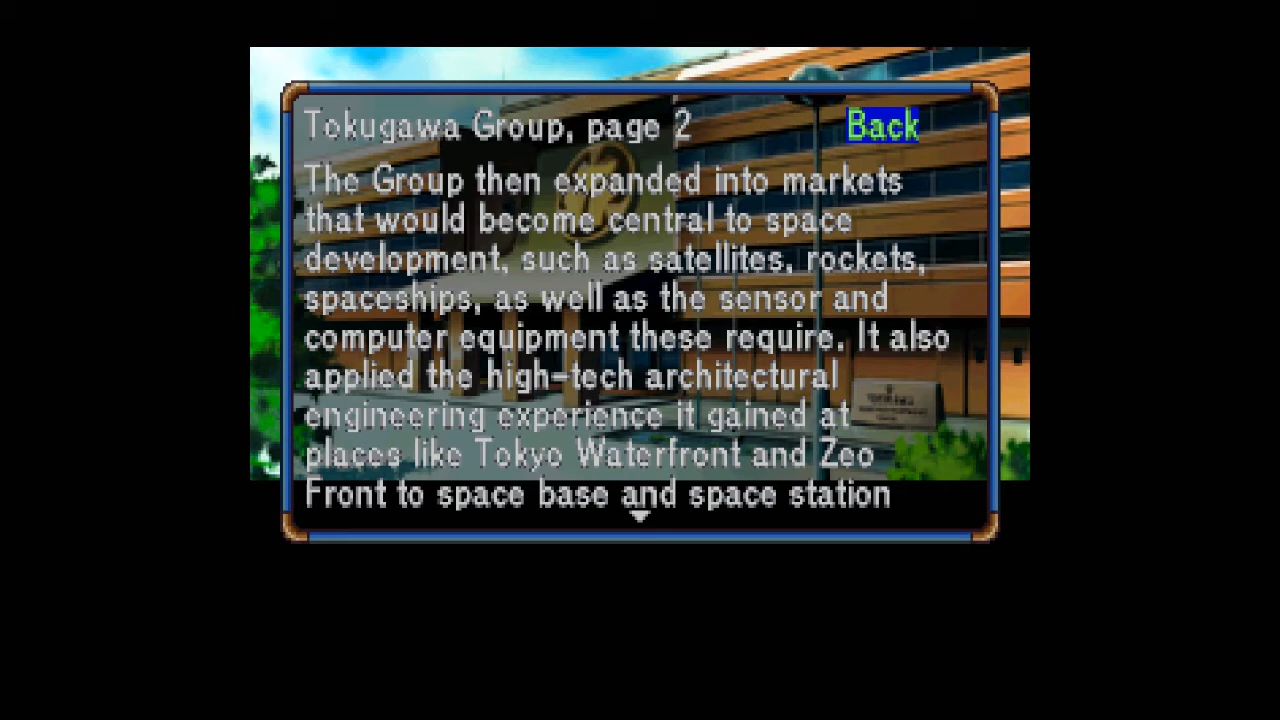 Tokugawa Group, page 2
Back
The Group then expanded into markets
that would become central to space
development, such as satellites, rockets,
spaceships, as well as the sensor and
computer equipment these require. It also
applied the high-tech architectural
engineering experience it gained at
places like Tokyo Waterfront and Zeo
Front to space base and space station